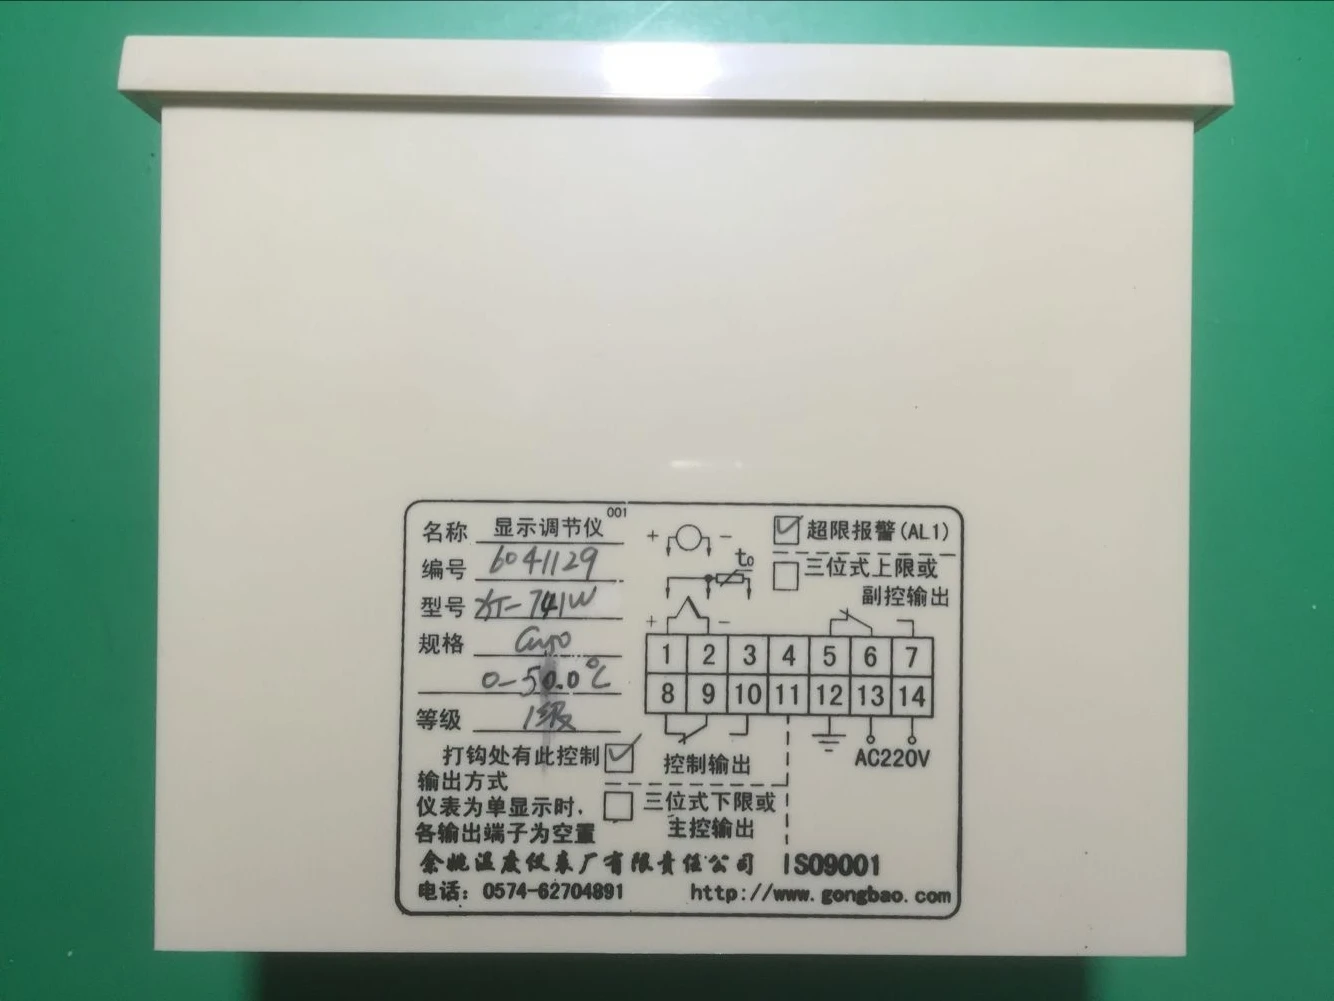 名称 显示调节仪 001
编号 6041129
型号 XT-741W
规格 Cu50
0-50.0℃
等级 1级
打钩处有此控制
输出方式
仪表为单显示时,
各输出端子为空置
+ -
t0
+ -
超限报警(AL1)
三位式上限或
副控输出
1 2 3 4 5 6 7
8 9 10 11 12 13 14
控制输出
AC220V
三位式下限或
主控输出
余姚温度仪表厂有限责任公司 ISO9001
电话: 0574-62704891 http://www.gongbao.com